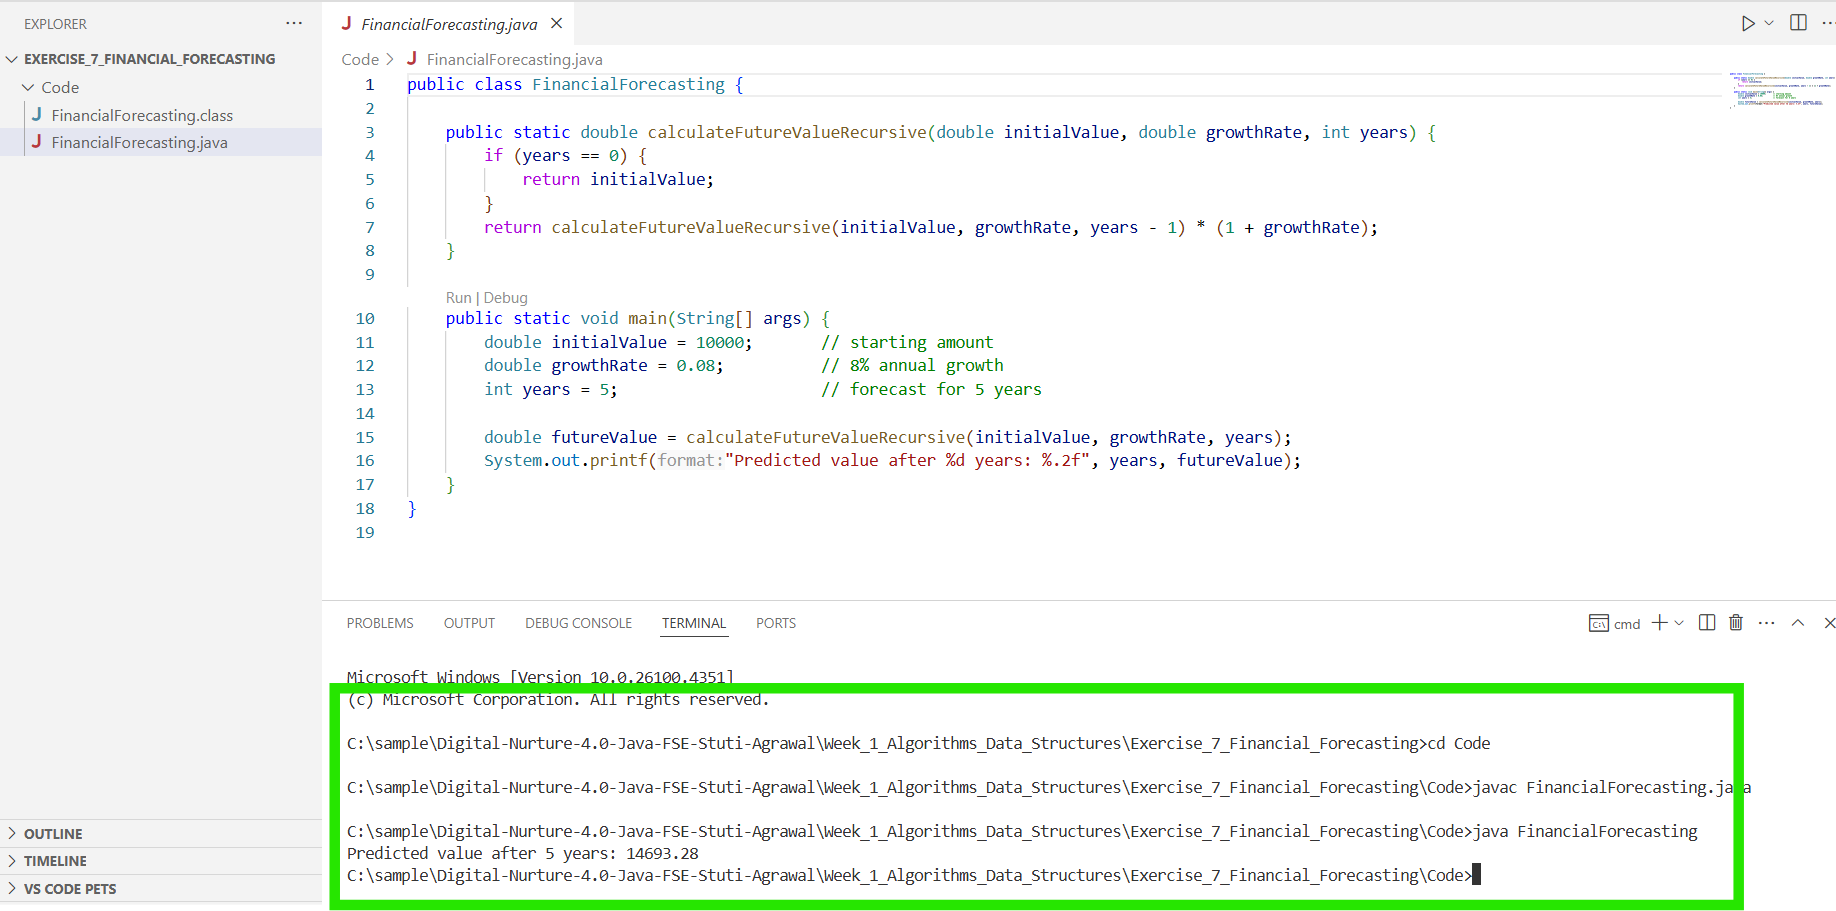 EXPLORER
EXERCISE_7_FINANCIAL_FORECASTING
Code
FinancialForecasting.class
FinancialForecasting.java
OUTLINE
TIMELINE
VS CODE PETS
FinancialForecasting.java
Code > FinancialForecasting.java
1 public class FinancialForecasting {
2
3 public static double calculateFutureValueRecursive(double initialValue, double growthRate, int years) {
4 if (years == 0) {
5 return initialValue;
6 }
7 return calculateFutureValueRecursive(initialValue, growthRate, years - 1) * (1 + growthRate);
8 }
9
Run | Debug
10 public static void main(String[] args) {
11 double initialValue = 10000; // starting amount
12 double growthRate = 0.08; // 8% annual growth
13 int years = 5; // forecast for 5 years
14
15 double futureValue = calculateFutureValueRecursive(initialValue, growthRate, years);
16 System.out.printf(format:"Predicted value after %d years: %.2f", years, futureValue);
17 }
18 }
19
PROBLEMS OUTPUT DEBUG CONSOLE TERMINAL PORTS
cmd
Microsoft Windows [Version 10.0.26100.4351]
(c) Microsoft Corporation. All rights reserved.
C:\sample\Digital-Nurture-4.0-Java-FSE-Stuti-Agrawal\Week_1_Algorithms_Data_Structures\Exercise_7_Financial_Forecasting>cd Code
C:\sample\Digital-Nurture-4.0-Java-FSE-Stuti-Agrawal\Week_1_Algorithms_Data_Structures\Exercise_7_Financial_Forecasting\Code>javac FinancialForecasting.java
C:\sample\Digital-Nurture-4.0-Java-FSE-Stuti-Agrawal\Week_1_Algorithms_Data_Structures\Exercise_7_Financial_Forecasting\Code>java FinancialForecasting
Predicted value after 5 years: 14693.28
C:\sample\Digital-Nurture-4.0-Java-FSE-Stuti-Agrawal\Week_1_Algorithms_Data_Structures\Exercise_7_Financial_Forecasting\Code>